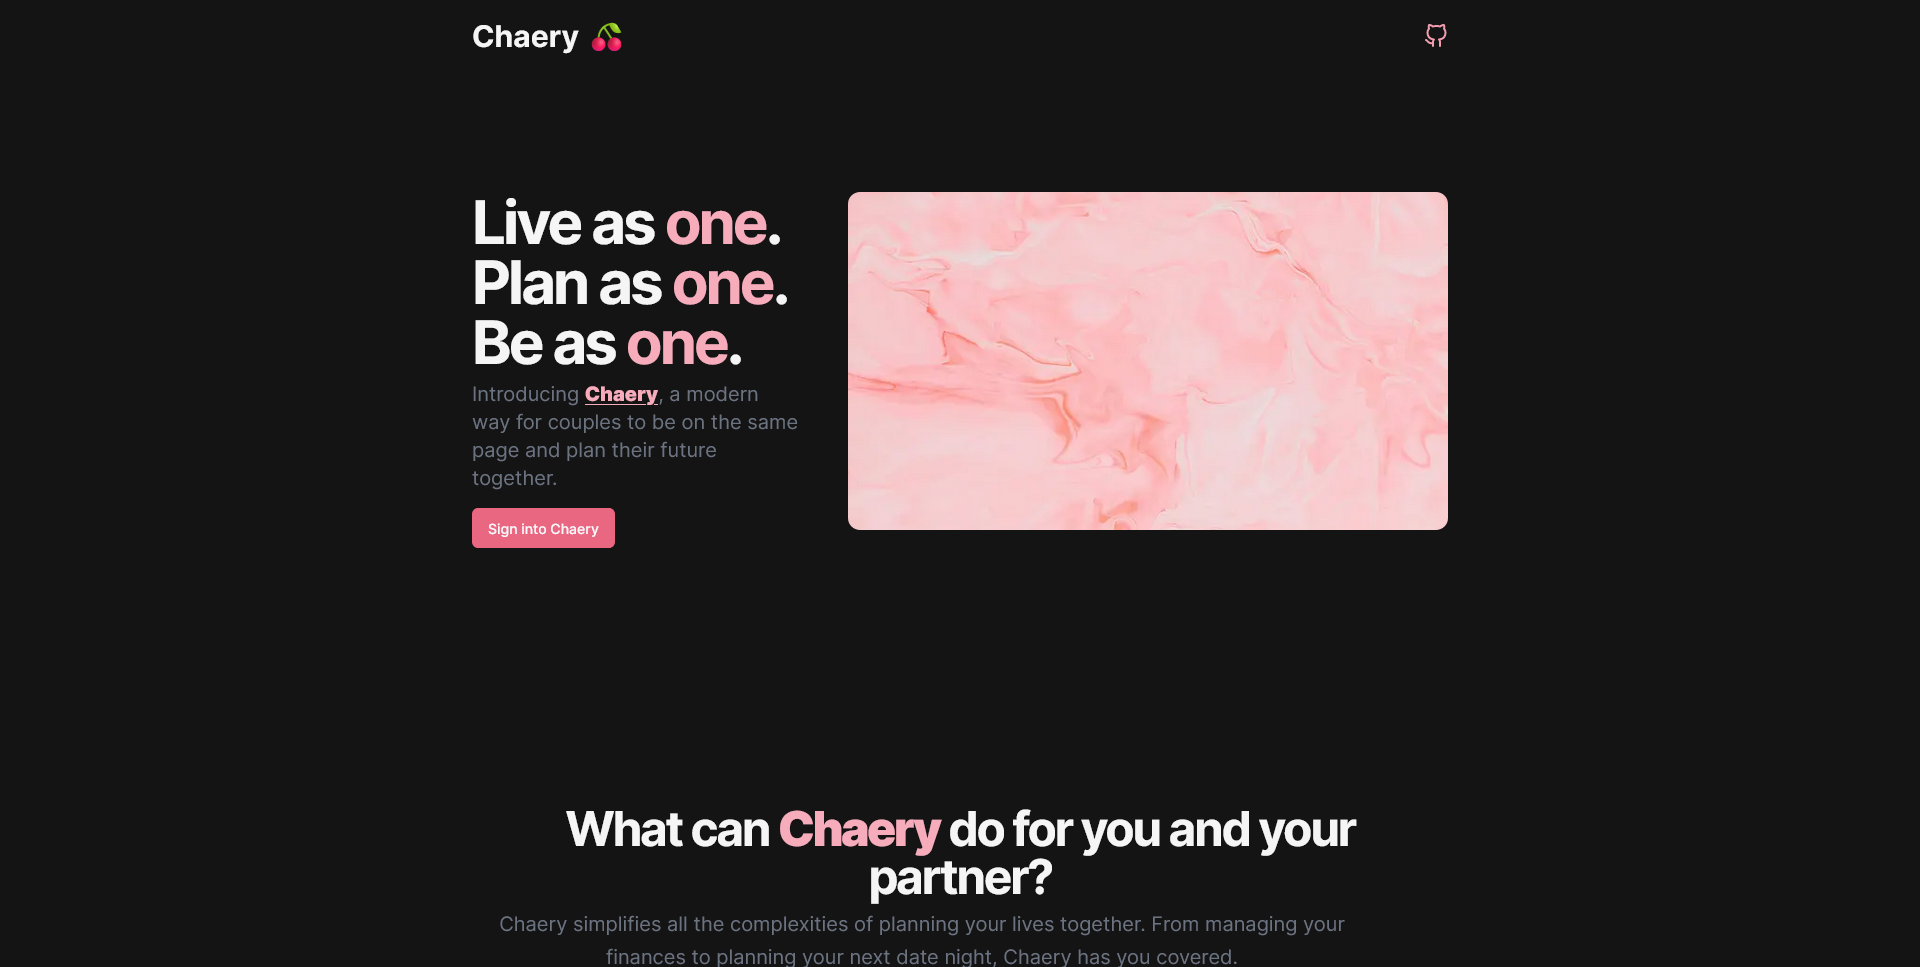 Chaery 🍒
Live as one.
Plan as one.
Be as one.
Introducing Chaery, a modern
way for couples to be on the same
page and plan their future
together.
Sign into Chaery
What can Chaery do for you and your
partner?
Chaery simplifies all the complexities of planning your lives together. From managing your
finances to planning your next date night, Chaery has you covered.